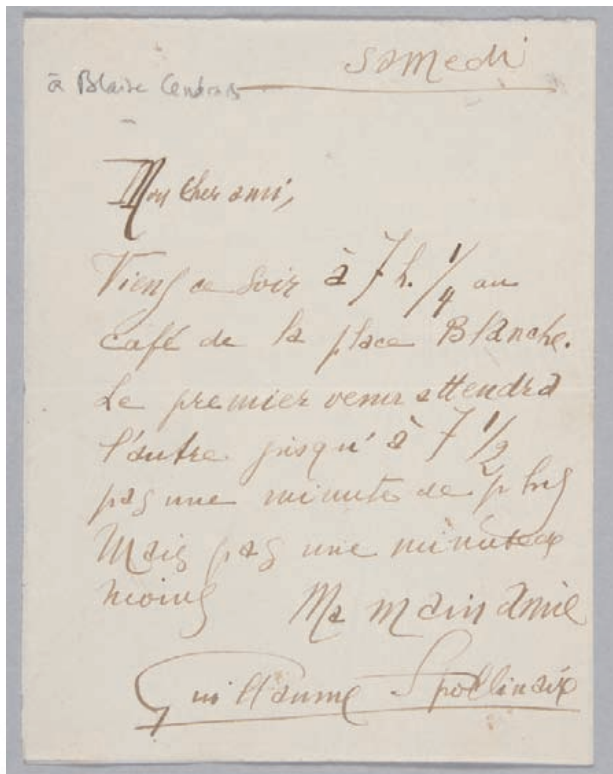 samedi
à Blaise Cendrars
Mon cher ami,
Viens ce soir à 7 h. 1/4 au
café de la place Blanche.
Le premier venu attendra
l'autre jusqu'à 7 1/2
pas une minute de plus
Mais pas une minute de
moins
Ma main amie
Guillaume Apollinaire